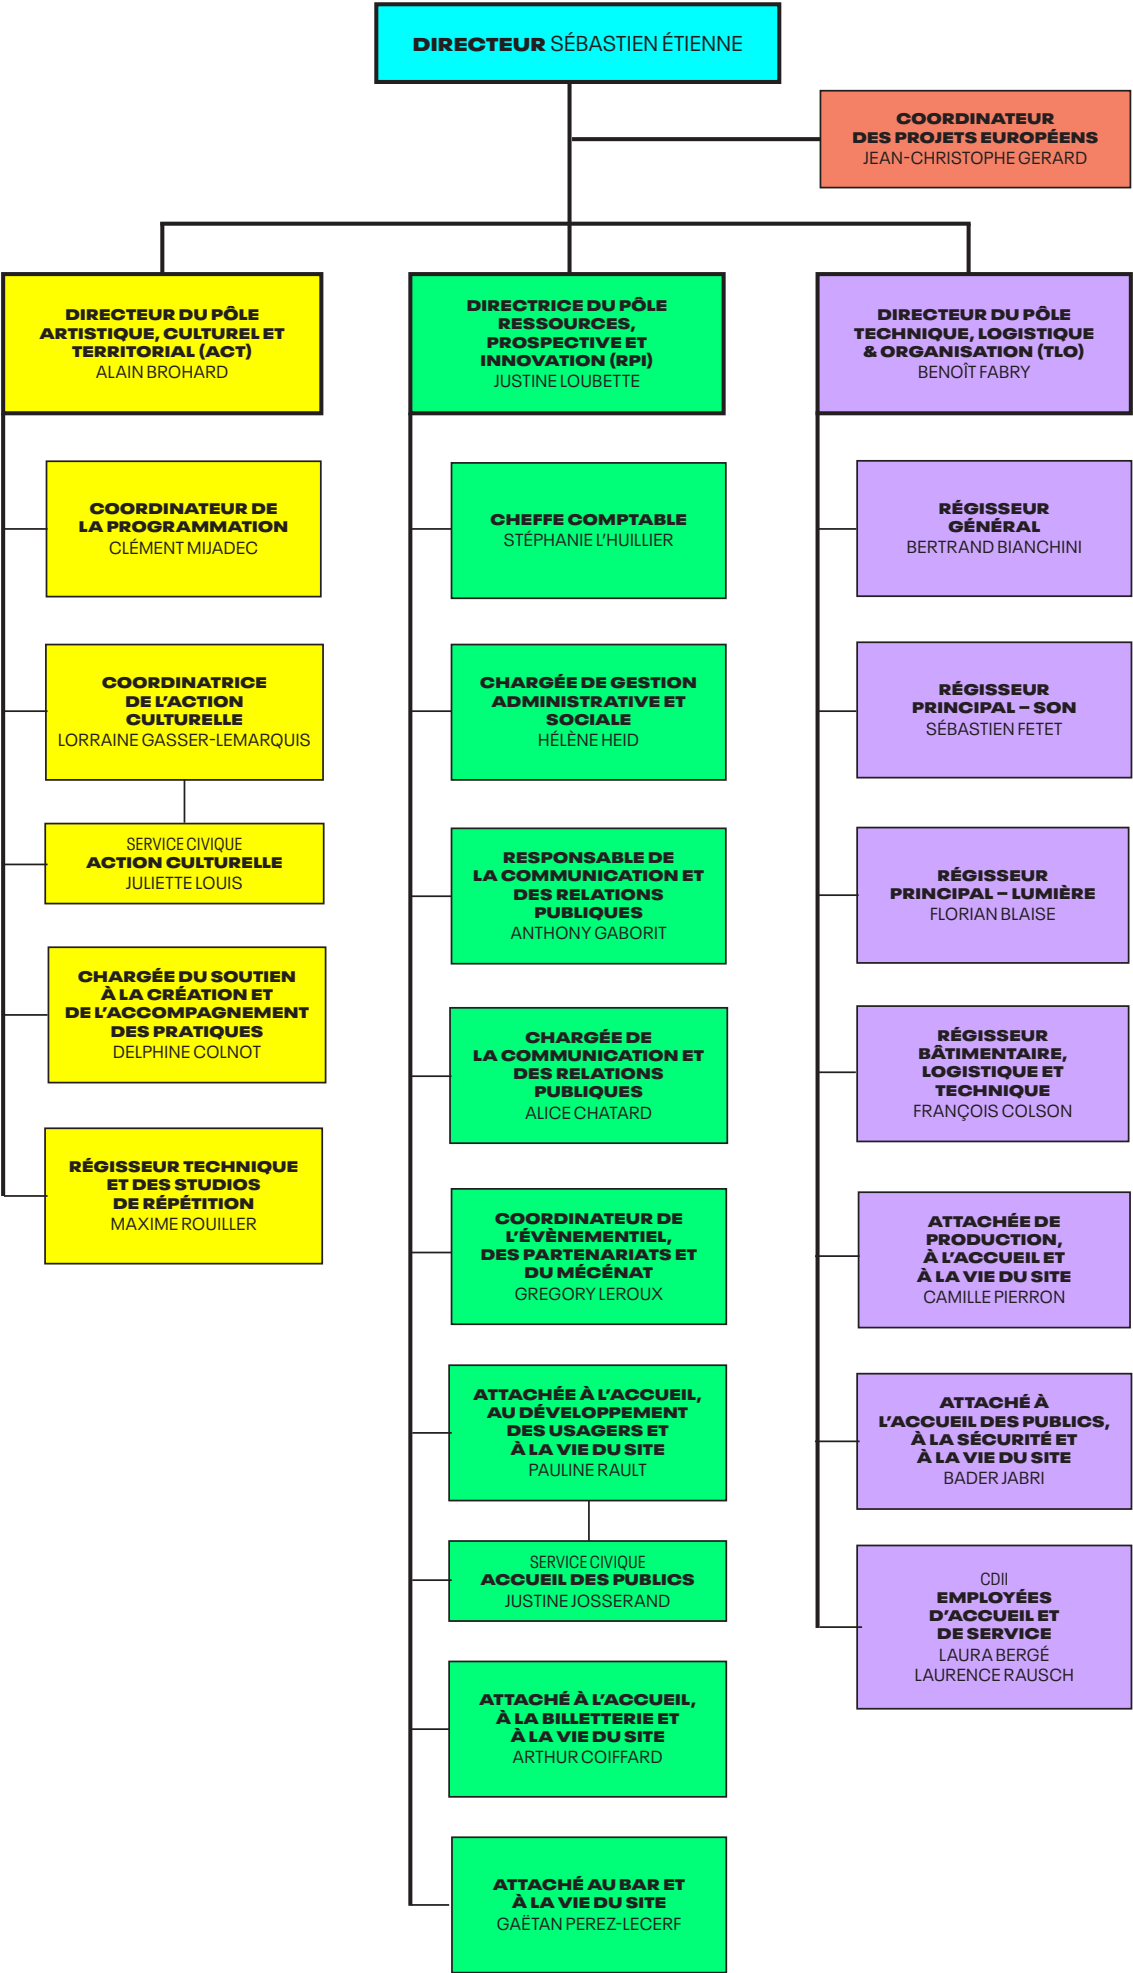 DIRECTEUR SÉBASTIEN ÉTIENNE
COORDINATEUR
DES PROJETS EUROPÉENS
JEAN-CHRISTOPHE GERARD
DIRECTEUR DU PÔLE
ARTISTIQUE, CULTUREL ET
TERRITORIAL (ACT)
ALAIN BROHARD
COORDINATEUR DE
LA PROGRAMMATION
CLÉMENT MIJADEC
COORDINATRICE
DE L'ACTION
CULTURELLE
LORRAINE GASSER-LEMARQUIS
SERVICE CIVIQUE
ACTION CULTURELLE
JULIETTE LOUIS
CHARGÉE DU SOUTIEN
À LA CRÉATION ET
DE L'ACCOMPAGNEMENT
DES PRATIQUES
DELPHINE COLNOT
RÉGISSEUR TECHNIQUE
ET DES STUDIOS
DE RÉPÉTITION
MAXIME ROUILLER
DIRECTRICE DU PÔLE
RESSOURCES,
PROSPECTIVE ET
INNOVATION (RPI)
JUSTINE LOUBETTE
CHEFFE COMPTABLE
STÉPHANIE L'HUILLIER
CHARGÉE DE GESTION
ADMINISTRATIVE ET
SOCIALE
HÉLÈNE HEID
RESPONSABLE DE
LA COMMUNICATION ET
DES RELATIONS
PUBLIQUES
ANTHONY GABORIT
CHARGÉE DE
LA COMMUNICATION ET
DES RELATIONS
PUBLIQUES
ALICE CHATARD
COORDINATEUR DE
L'ÉVÈNEMENTIEL,
DES PARTENARIATS ET
DU MÉCÉNAT
GREGORY LEROUX
ATTACHÉE À L'ACCUEIL,
AU DÉVELOPPEMENT
DES USAGERS ET
À LA VIE DU SITE
PAULINE RAULT
SERVICE CIVIQUE
ACCUEIL DES PUBLICS
JUSTINE JOSSERAND
ATTACHÉ À L'ACCUEIL,
À LA BILLETTERIE ET
À LA VIE DU SITE
ARTHUR COIFFARD
ATTACHÉ AU BAR ET
À LA VIE DU SITE
GAËTAN PEREZ-LECERF
DIRECTEUR DU PÔLE
TECHNIQUE, LOGISTIQUE
& ORGANISATION (TLO)
BENOÎT FABRY
RÉGISSEUR
GÉNÉRAL
BERTRAND BIANCHINI
RÉGISSEUR
PRINCIPAL – SON
SÉBASTIEN FETET
RÉGISSEUR
PRINCIPAL – LUMIÈRE
FLORIAN BLAISE
RÉGISSEUR
BÂTIMENTAIRE,
LOGISTIQUE ET
TECHNIQUE
FRANÇOIS COLSON
ATTACHÉE DE
PRODUCTION,
À L'ACCUEIL ET
À LA VIE DU SITE
CAMILLE PIERRON
ATTACHÉ À
L'ACCUEIL DES PUBLICS,
À LA SÉCURITÉ ET
À LA VIE DU SITE
BADER JABRI
CDII
EMPLOYÉES
D'ACCUEIL ET
DE SERVICE
LAURA BERGÉ
LAURENCE RAUSCH